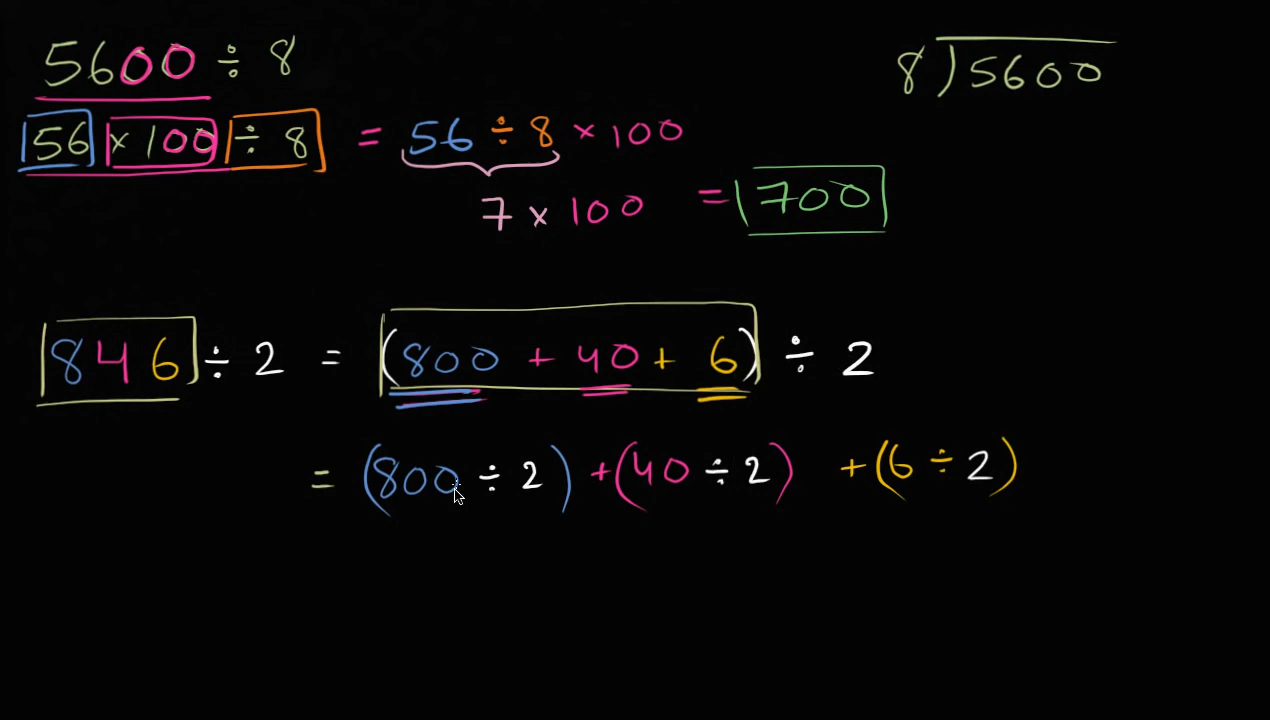 5600 ÷ 8
8)5600
56 × 100 ÷ 8 = 56 ÷ 8 × 100
7 × 100 = 700
846 ÷ 2 = (800 + 40 + 6) ÷ 2
= (800 ÷ 2) + (40 ÷ 2) + (6 ÷ 2)